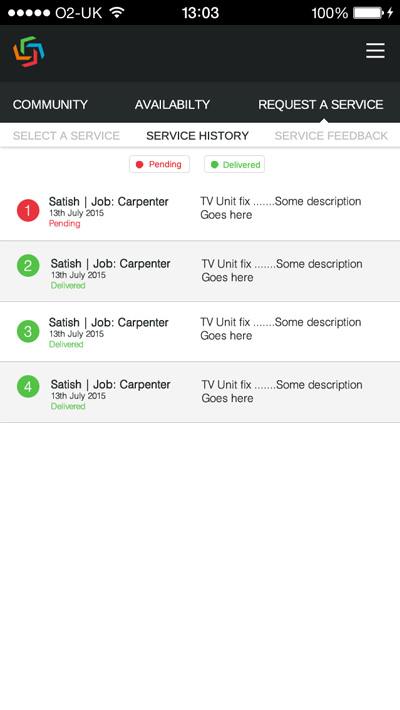 O2-UK 13:03 100%
COMMUNITY AVAILABILTY REQUEST A SERVICE
SELECT A SERVICE SERVICE HISTORY SERVICE FEEDBACK
Pending Delivered
1 Satish | Job: Carpenter TV Unit fix .......Some description
13th July 2015 Goes here
Pending
2 Satish | Job: Carpenter TV Unit fix .......Some description
13th July 2015 Goes here
Delivered
3 Satish | Job: Carpenter TV Unit fix .......Some description
13th July 2015 Goes here
Delivered
4 Satish | Job: Carpenter TV Unit fix .......Some description
13th July 2015 Goes here
Delivered